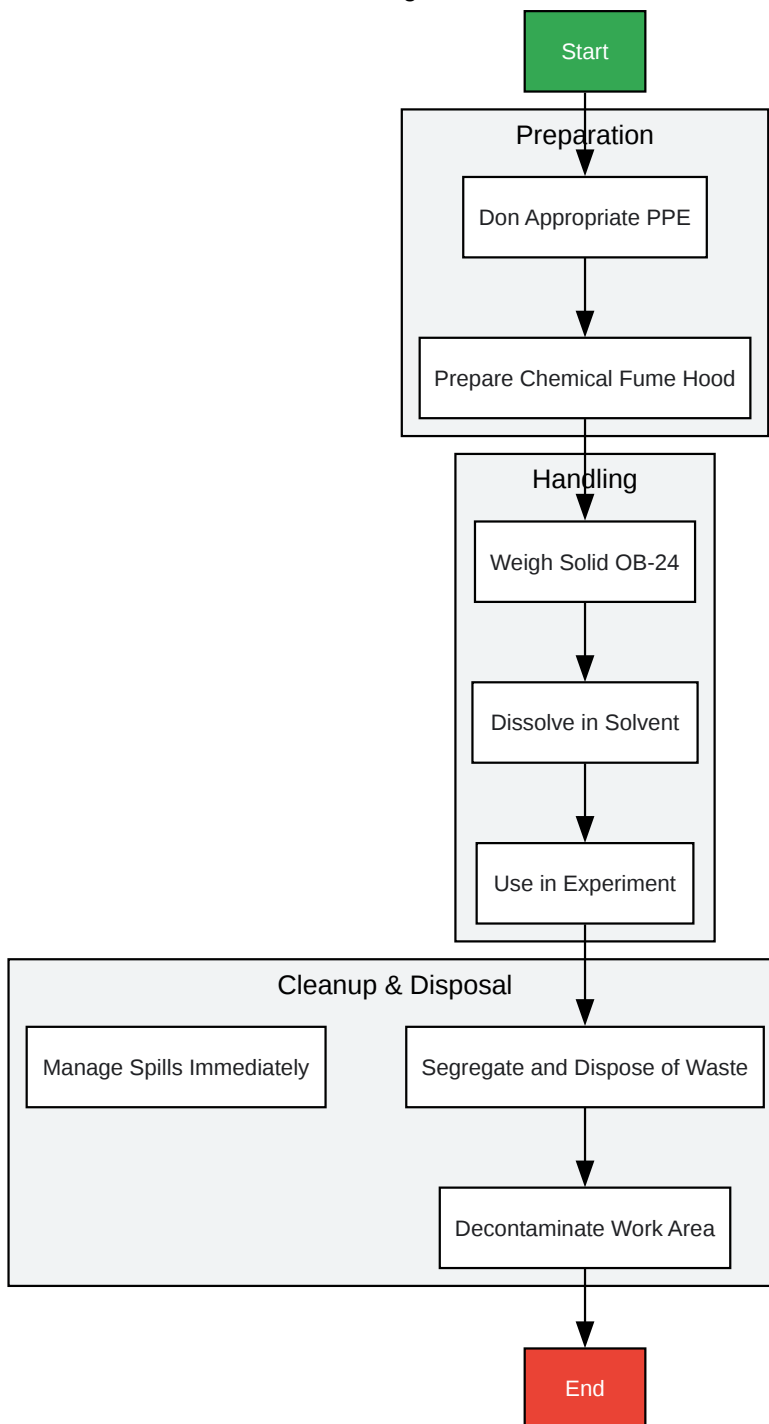 Start
Preparation
Don Appropriate PPE
Prepare Chemical Fume Hood
Handling
Weigh Solid OB-24
Dissolve in Solvent
Use in Experiment
Cleanup & Disposal
Manage Spills Immediately
Segregate and Dispose of Waste
Decontaminate Work Area
End